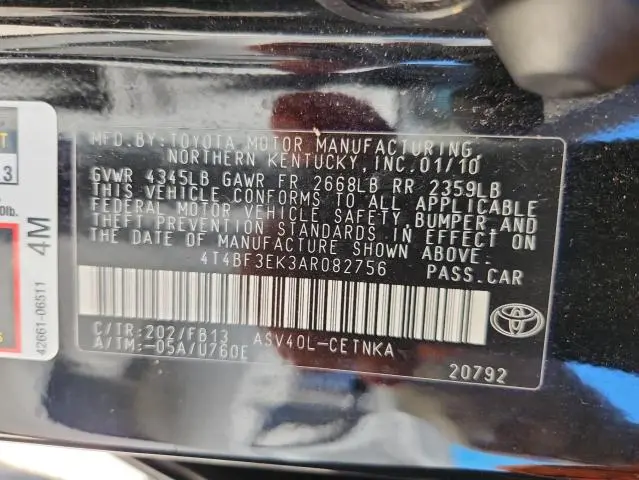 MFD.BY:TOYOTA MOTOR MANUFACTURING,
NORTHERN KENTUCKY,INC.01/10
GVWR 4345LB GAWR FR 2668LB RR 2359LB
THIS VEHICLE CONFORMS TO ALL APPLICABLE
FEDERAL MOTOR VEHICLE SAFETY, BUMPER,AND
THEFT PREVENTION STANDARDS IN EFFECT ON
THE DATE OF MANUFACTURE SHOWN ABOVE.
4T4BF3EK3AR082756 PASS.CAR
C/TR:202/FB13 ASV40L-CETNKA
A/TM:-05A/U760E
20792
3
0lb.
4M
42661-06511